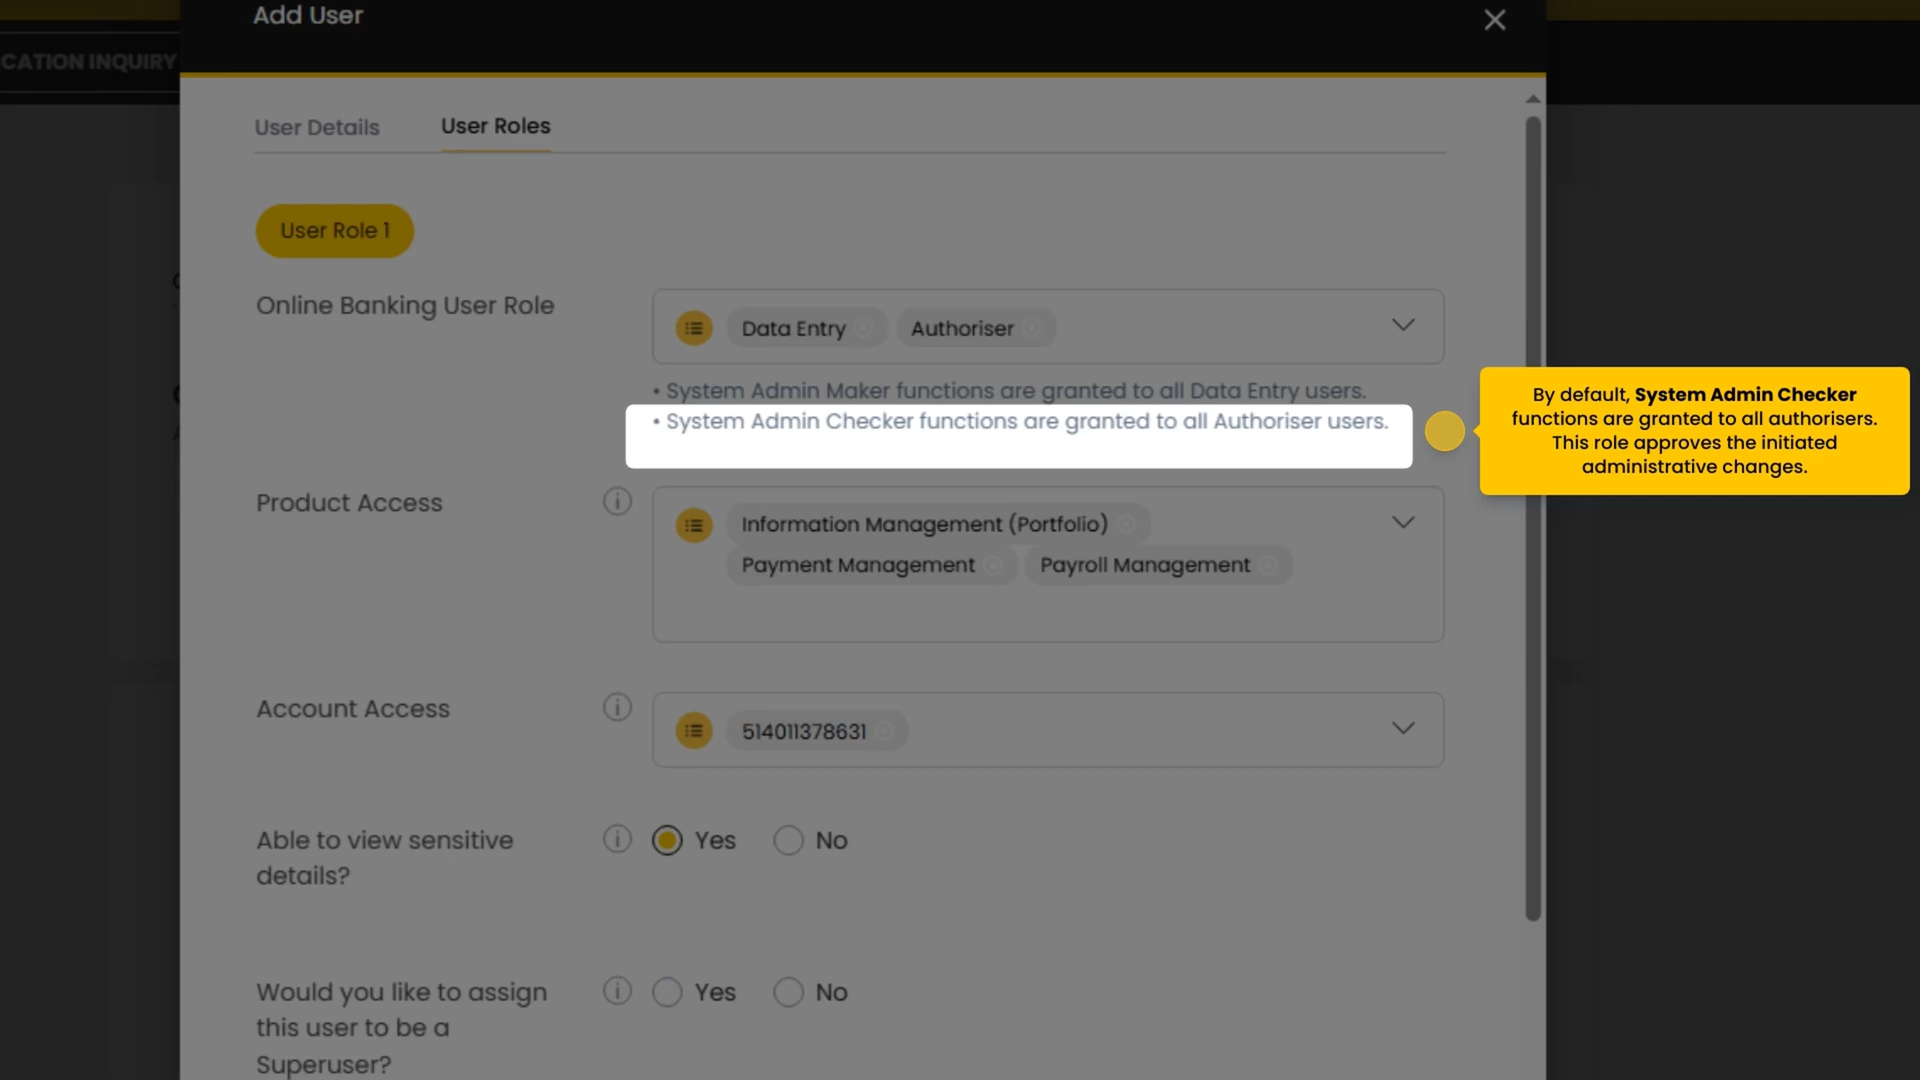 Add User
CATION INQUIRY
User Details
User Roles
User Role 1
Online Banking User Role
Data Entry
Authoriser
• System Admin Maker functions are granted to all Data Entry users.
• System Admin Checker functions are granted to all Authoriser users.
By default, System Admin Checker
functions are granted to all authorisers.
This role approves the initiated
administrative changes.
Product Access
Information Management (Portfolio)
Payment Management
Payroll Management
Account Access
514011378631
Able to view sensitive
details?
Yes
No
Would you like to assign
this user to be a
Superuser?
Yes
No